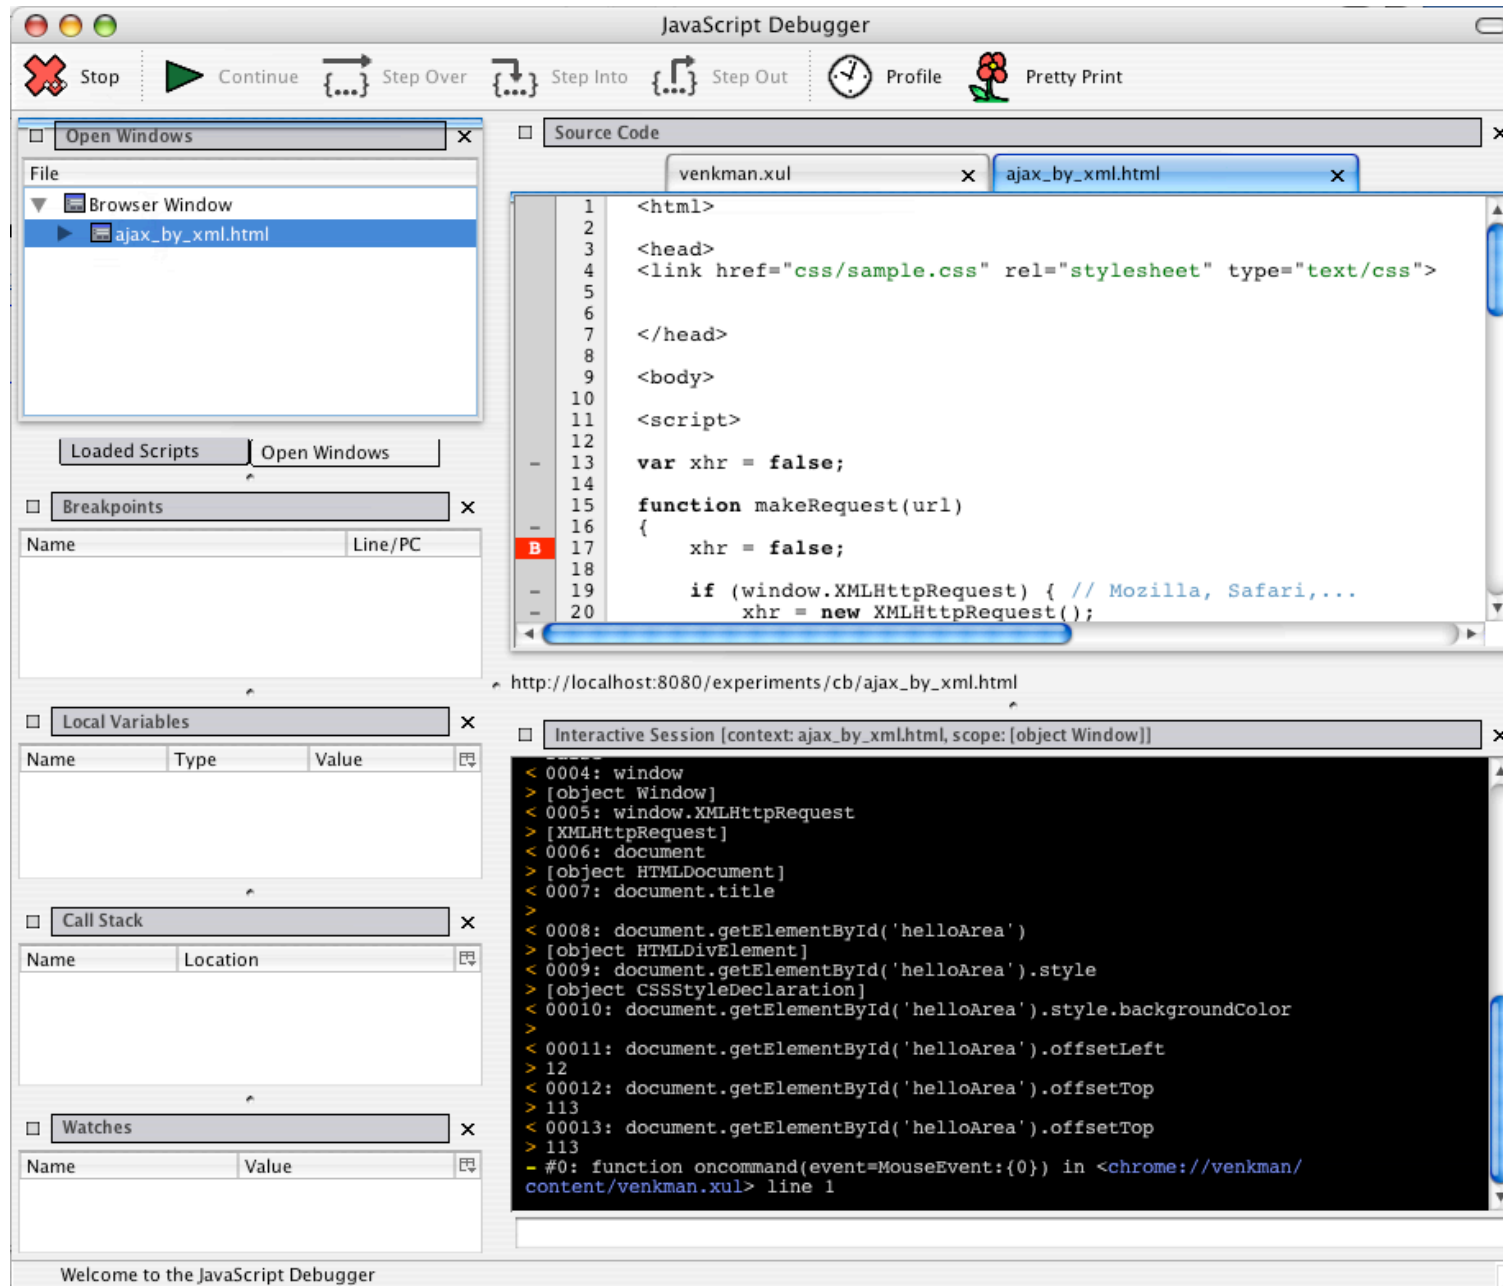 JavaScript Debugger
Stop Continue Step Over Step Into Step Out Profile Pretty Print
Open Windows
File
Browser Window
ajax_by_xml.html
Loaded Scripts Open Windows
Breakpoints
Name Line/PC
Local Variables
Name Type Value
Call Stack
Name Location
Watches
Name Value
Source Code
venkman.xul ajax_by_xml.html
1 <html>
2
3 <head>
4 <link href="css/sample.css" rel="stylesheet" type="text/css">
5
6
7 </head>
8
9 <body>
10
11 <script>
12
- 13 var xhr = false;
14
15 function makeRequest(url)
- 16 {
B 17 xhr = false;
18
- 19 if (window.XMLHttpRequest) { // Mozilla, Safari,...
- 20 xhr = new XMLHttpRequest();
http://localhost:8080/experiments/cb/ajax_by_xml.html
Interactive Session [context: ajax_by_xml.html, scope: [object Window]]
< 0004: window
> [object Window]
< 0005: window.XMLHttpRequest
> [XMLHttpRequest]
< 0006: document
> [object HTMLDocument]
< 0007: document.title
>
< 0008: document.getElementById('helloArea')
> [object HTMLDivElement]
< 0009: document.getElementById('helloArea').style
> [object CSSStyleDeclaration]
< 00010: document.getElementById('helloArea').style.backgroundColor
>
< 00011: document.getElementById('helloArea').offsetLeft
> 12
< 00012: document.getElementById('helloArea').offsetTop
> 113
< 00013: document.getElementById('helloArea').offsetTop
> 113
- #0: function oncommand(event=MouseEvent:{0}) in <chrome://venkman/
content/venkman.xul> line 1
Welcome to the JavaScript Debugger